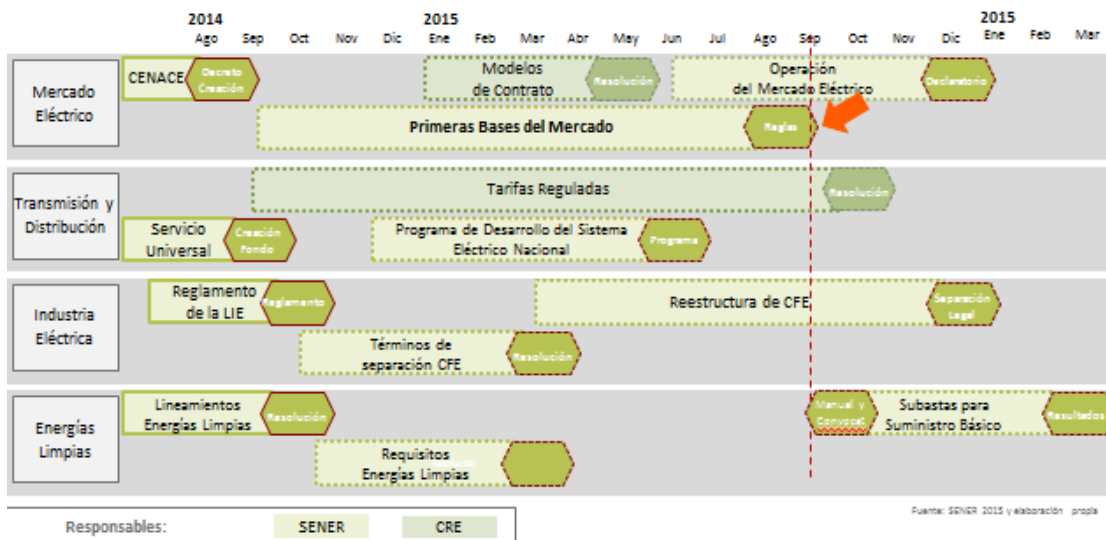 2014
2015
2015
Ago Sep Oct Nov Dic Ene Feb Mar Abr May Jun Jul Ago Sep Oct Nov Dic Ene Feb Mar
Mercado
Eléctrico
CENACE
Decreto
Creación
Modelos
de Contrato
Resolución
Operación
del Mercado Eléctrico
Declaratoria
Primeras Bases del Mercado
Reglas
Transmisión y
Distribución
Tarifas Reguladas
Resolución
Servicio
Universal
Creación
Fondo
Programa de Desarrollo del Sistema
Eléctrico Nacional
Programa
Industria
Eléctrica
Reglamento
de la LIE
Reglamento
Reestructura de CFE
Separación
Legal
Términos de
separación CFE
Resolución
Energías
Limpias
Lineamientos
Energías Limpias
Resolución
Manual y
Convocat
Subastas para
Suministro Básico
Resultados
Requisitos
Energías Limpias
Fuente: SENER 2015 y elaboración propia
Responsables:
SENER
CRE